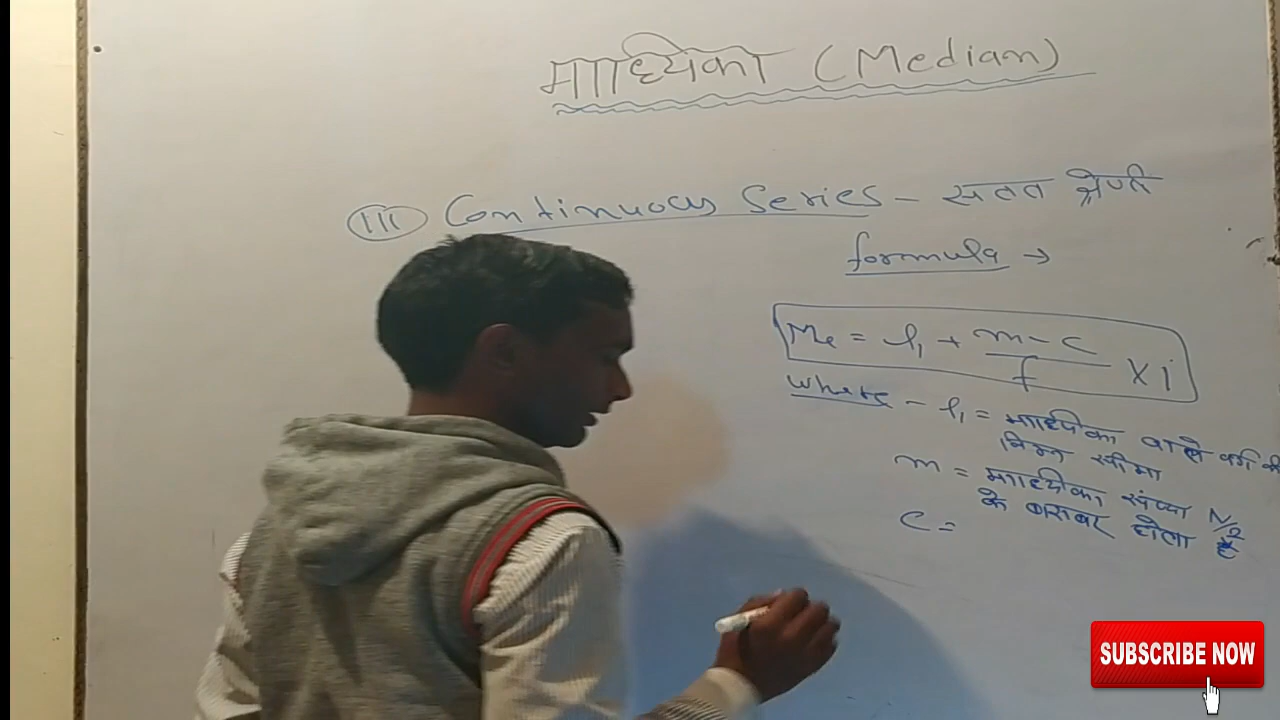 माध्यिका (Median)
III Continuous Series – सतत श्रेणी
formula →
Me = l₁ + m – c / f × i
where – l₁ = माध्यिका वाले वर्ग की
निम्न सीमा
m = माध्यिका संख्या N/2
के बराबर होता है
c =
SUBSCRIBE NOW